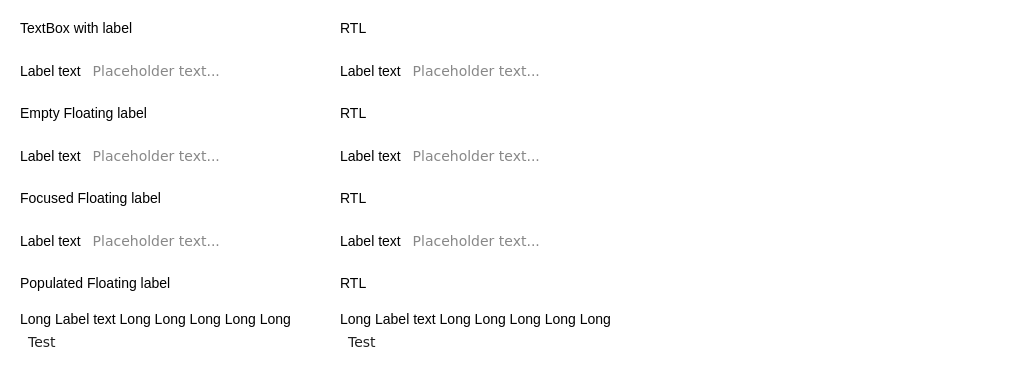 TextBox with label RTL
Label text Placeholder text... Label text Placeholder text...
Empty Floating label RTL
Label text Placeholder text... Label text Placeholder text...
Focused Floating label RTL
Label text Placeholder text... Label text Placeholder text...
Populated Floating label RTL
Long Label text Long Long Long Long Long Long Label text Long Long Long Long Long
Test Test